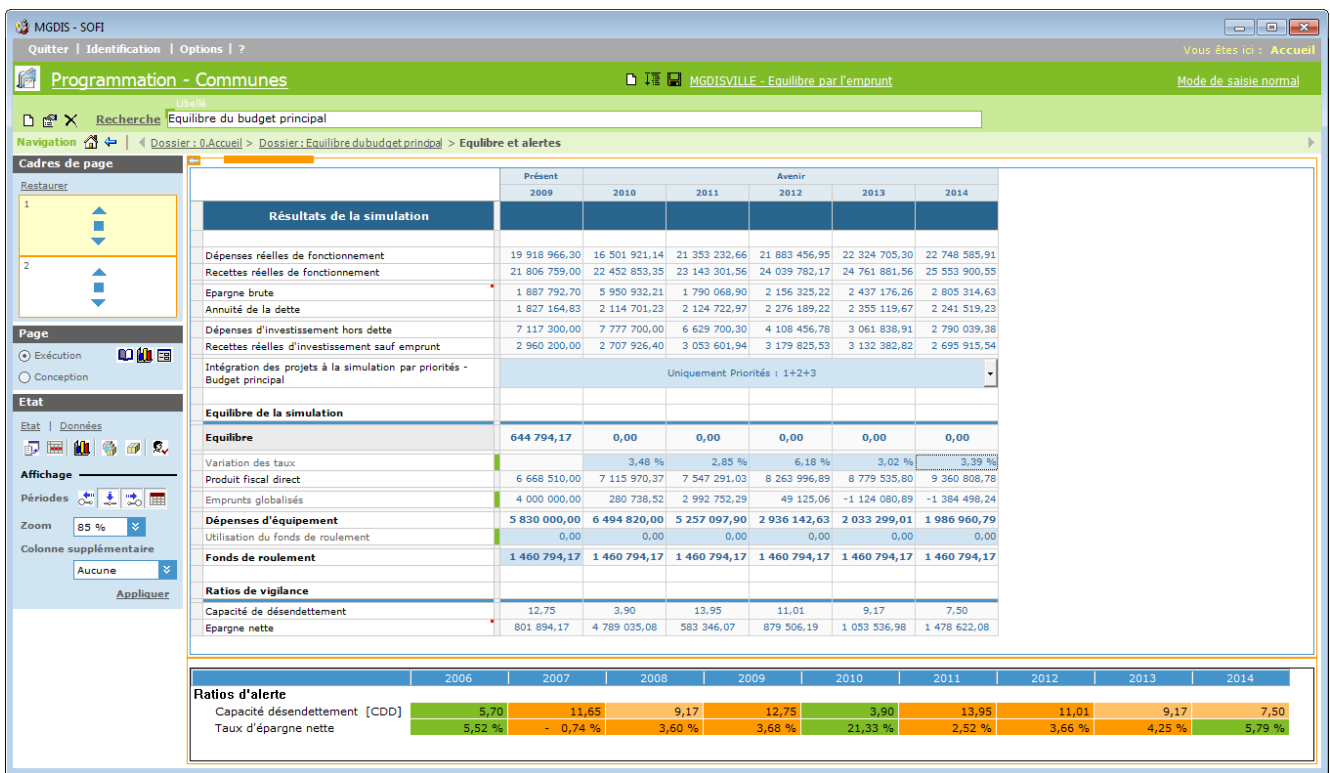 MGDIS - SOFI
Quitter | Identification | Options | ? Vous êtes ici : Accueil
Programmation - Communes MGDISVILLE - Equilibre par l'emprunt Mode de saisie normal
Libellé
Recherche Equilibre du budget principal
Navigation Dossier : 0.Accueil > Dossier : Equilibre du budget principal > Equlibre et alertes
Cadres de page
Restaurer
1
2
Page
Exécution
Conception
Etat
Etat | Données
Affichage
Périodes
Zoom 85 %
Colonne supplémentaire
Aucune
Appliquer
Présent Avenir
2009 2010 2011 2012 2013 2014
Résultats de la simulation
Dépenses réelles de fonctionnement 19 918 966,30 16 501 921,14 21 353 232,66 21 883 456,95 22 324 705,30 22 748 585,91
Recettes réelles de fonctionnement 21 806 759,00 22 452 853,35 23 143 301,56 24 039 782,17 24 761 881,56 25 553 900,55
Epargne brute 1 887 792,70 5 950 932,21 1 790 068,90 2 156 325,22 2 437 176,26 2 805 314,63
Annuité de la dette 1 827 164,83 2 114 701,23 2 124 722,97 2 276 189,22 2 355 119,67 2 241 519,23
Dépenses d'investissement hors dette 7 117 300,00 7 777 700,00 6 629 700,30 4 108 456,78 3 061 838,91 2 790 039,38
Recettes réelles d'investissement sauf emprunt 2 960 200,00 2 707 926,40 3 053 601,94 3 179 825,53 3 132 382,82 2 695 915,54
Intégration des projets à la simulation par priorités -
Budget principal
Uniquement Priorités : 1+2+3
Equilibre de la simulation
Equilibre 644 794,17 0,00 0,00 0,00 0,00 0,00
Variation des taux 3,48 % 2,85 % 6,18 % 3,02 % 3,39 %
Produit fiscal direct 6 668 510,00 7 115 970,37 7 547 291,03 8 263 996,89 8 779 535,80 9 360 808,78
Emprunts globalisés 4 000 000,00 280 738,52 2 992 752,29 49 125,06 -1 124 080,89 -1 384 498,24
Dépenses d'équipement 5 830 000,00 6 494 820,00 5 257 097,90 2 936 142,63 2 033 299,01 1 986 960,79
Utilisation du fonds de roulement 0,00 0,00 0,00 0,00 0,00 0,00
Fonds de roulement 1 460 794,17 1 460 794,17 1 460 794,17 1 460 794,17 1 460 794,17 1 460 794,17
Ratios de vigilance
Capacité de désendettement 12,75 3,90 13,95 11,01 9,17 7,50
Epargne nette 801 894,17 4 789 035,08 583 346,07 879 506,19 1 053 536,98 1 478 622,08
2006 2007 2008 2009 2010 2011 2012 2013 2014
Ratios d'alerte
Capacité désendettement [CDD] 5,70 11,65 9,17 12,75 3,90 13,95 11,01 9,17 7,50
Taux d'épargne nette 5,52 % - 0,74 % 3,60 % 3,68 % 21,33 % 2,52 % 3,66 % 4,25 % 5,79 %